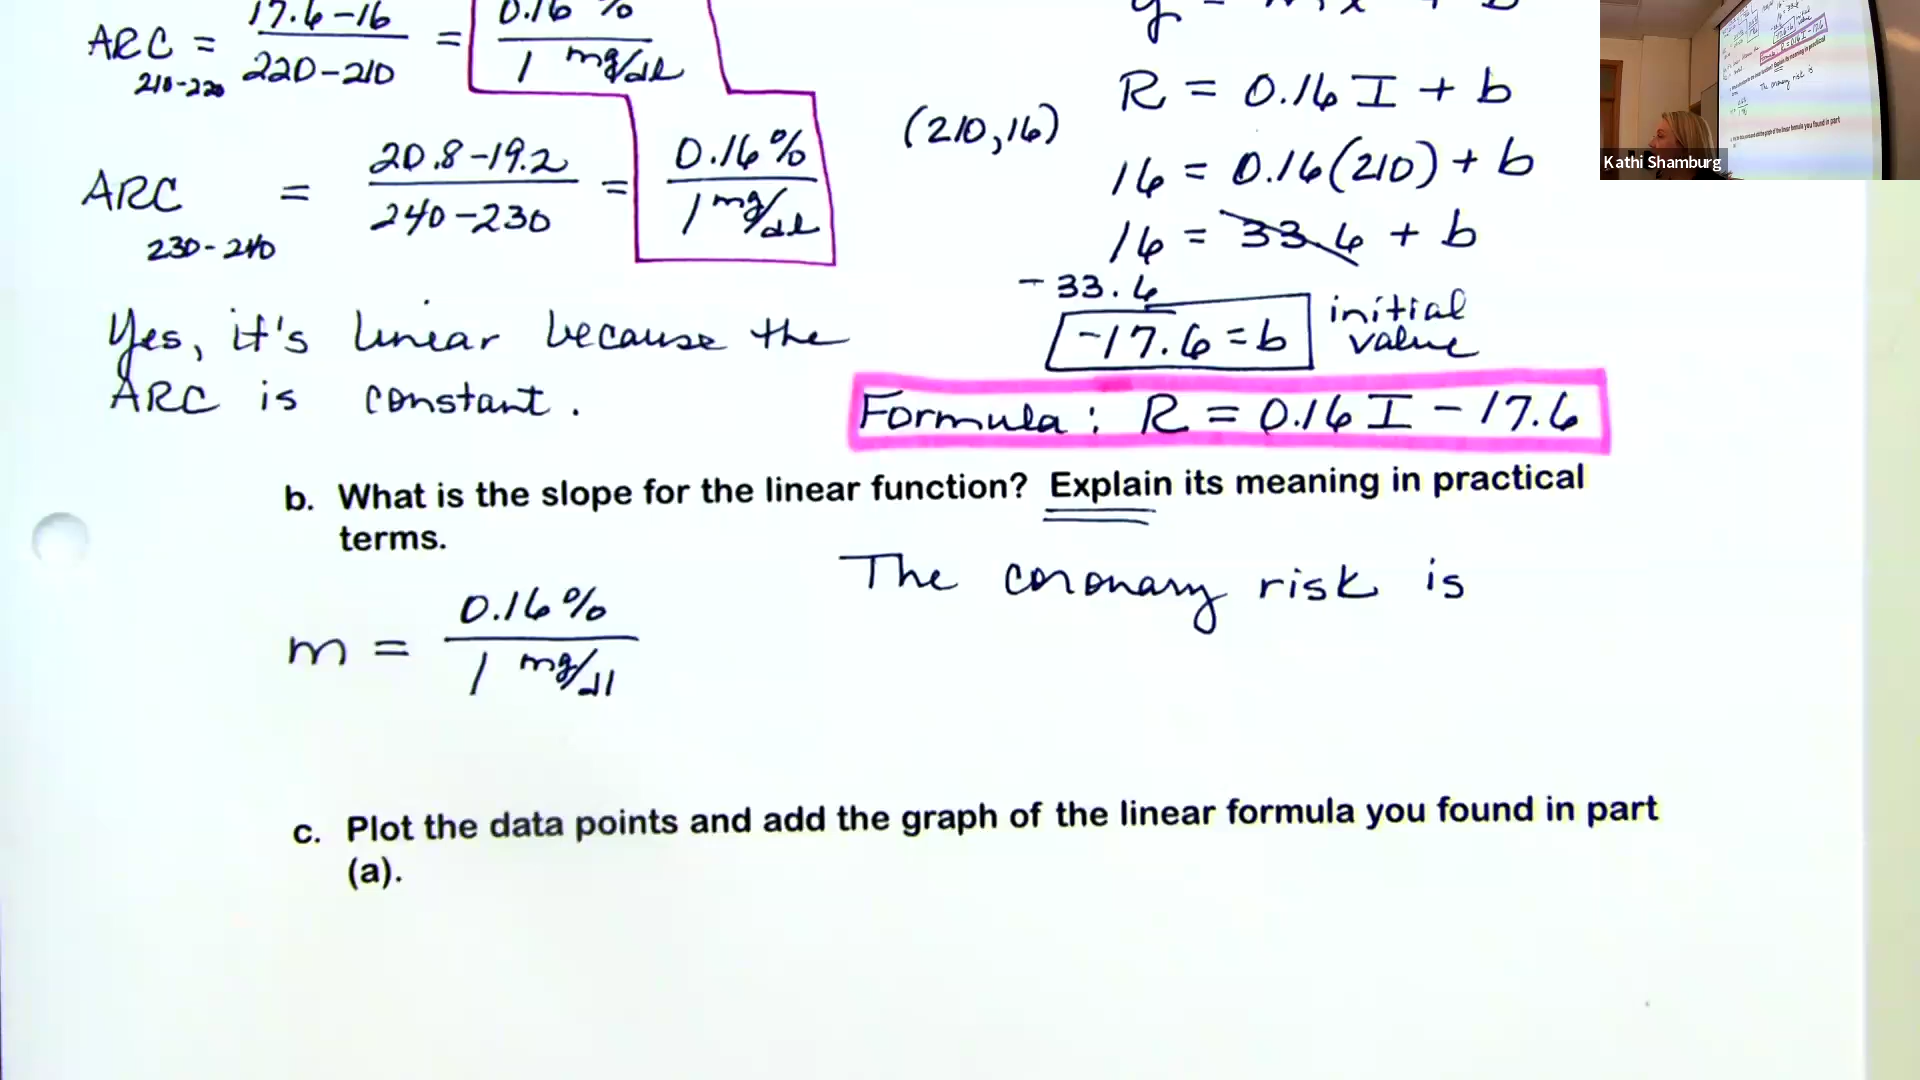 17.6-16
ARC = 220-210 = 0.16 %
210-220 1 mg/dl
y = mx + b
R = 0.16 I + b
(210,16)
16 = 0.16(210) + b
ARC = 20.8-19.2 = 0.16%
230-240 240-230 1 mg/dl
16 = 33.6 + b
-33.6
-17.6 = b initial value
Yes, it's linear because the
ARC is constant.
Formula: R = 0.16 I - 17.6
b. What is the slope for the linear function? Explain its meaning in practical
terms.
The coronary risk is
m = 0.16%
1 mg/dl
c. Plot the data points and add the graph of the linear formula you found in part
(a).
Kathi Shamburg